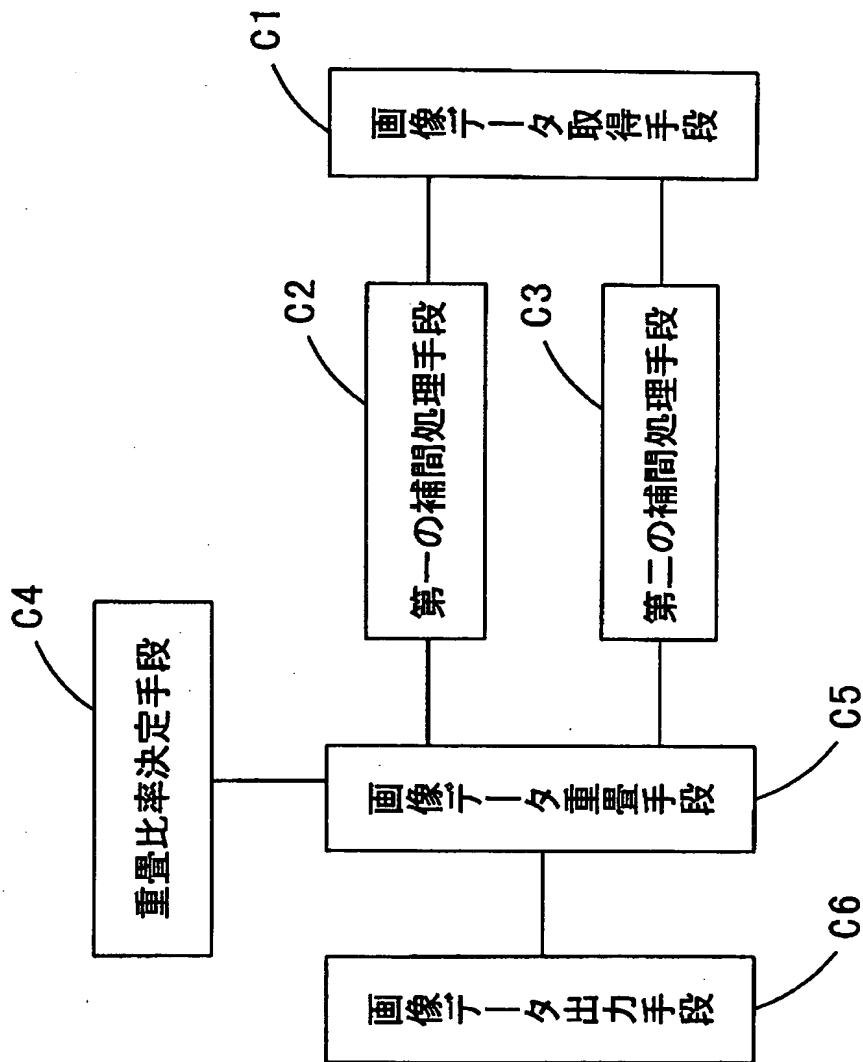 C1
画像データ取得手段
C2
第一の補間処理手段
C3
第二の補間処理手段
C4
重畳比率決定手段
C5
画像データ重畳手段
C6
画像データ出力手段